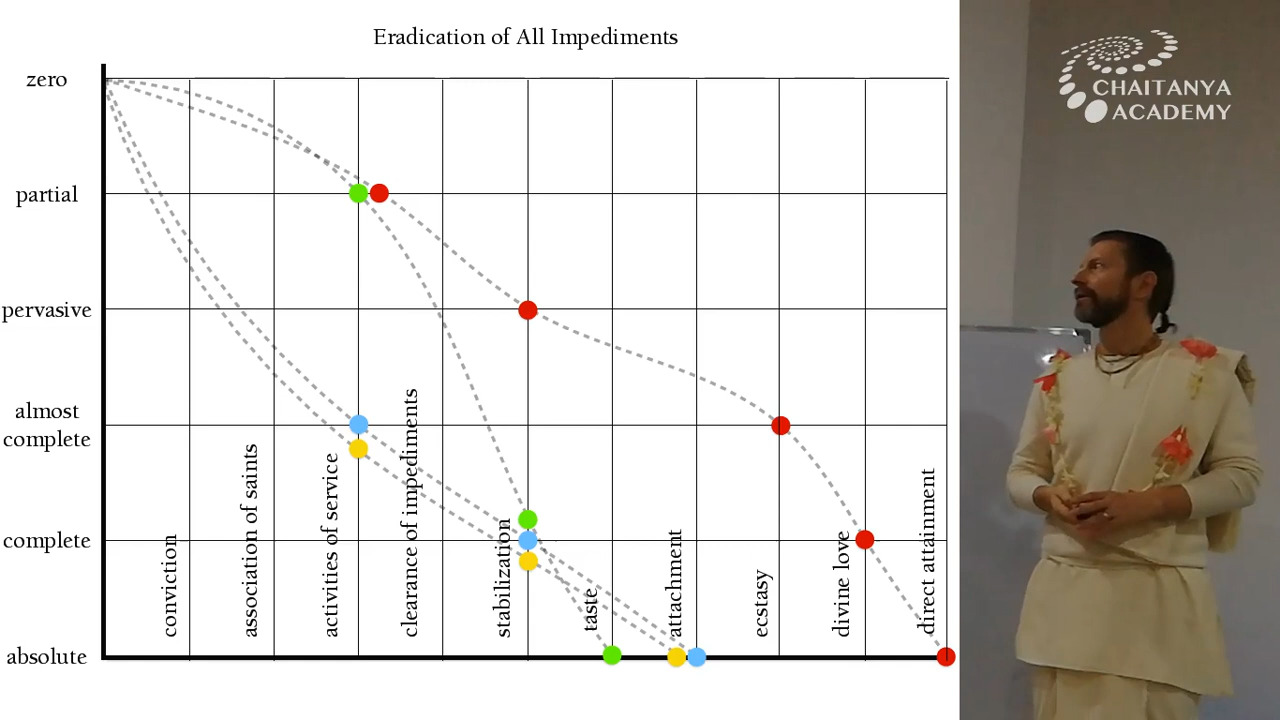 Eradication of All Impediments
zero
partial
pervasive
almost
complete
complete
absolute
conviction
association of saints
activities of service
clearance of impediments
stabilization
taste
attachment
ecstasy
divine love
direct attainment
CHAITANYA
ACADEMY